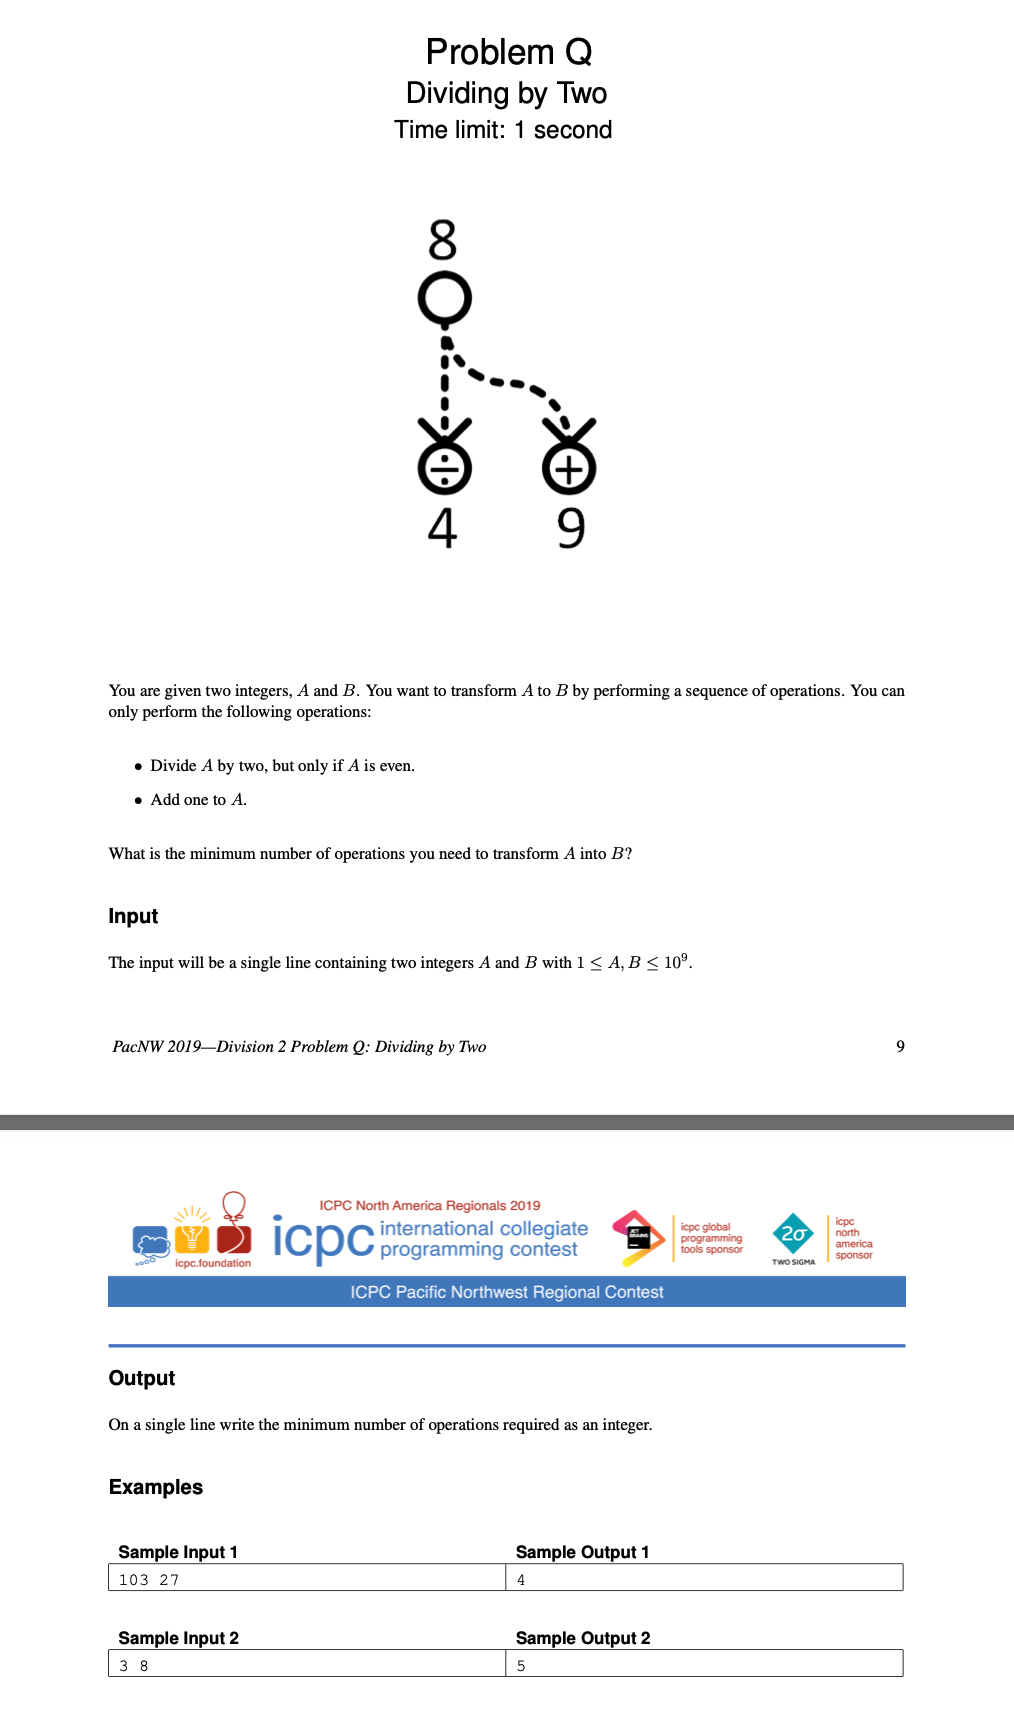 Problem Q
Dividing by Two
Time limit: 1 second
8
÷ +
4 9
You are given two integers, A and B. You want to transform A to B by performing a sequence of operations. You can
only perform the following operations:
• Divide A by two, but only if A is even.
• Add one to A.
What is the minimum number of operations you need to transform A into B?
Input
The input will be a single line containing two integers A and B with 1 ≤ A, B ≤ 10⁹.
PacNW 2019—Division 2 Problem Q: Dividing by Two 9
icpc.foundation
ICPC North America Regionals 2019
icpc international collegiate
programming contest
JET
BRAINS
icpc global
programming
tools sponsor
2σ
TWO SIGMA
icpc
north
america
sponsor
ICPC Pacific Northwest Regional Contest
Output
On a single line write the minimum number of operations required as an integer.
Examples
Sample Input 1 Sample Output 1
103 27 4
Sample Input 2 Sample Output 2
3 8 5